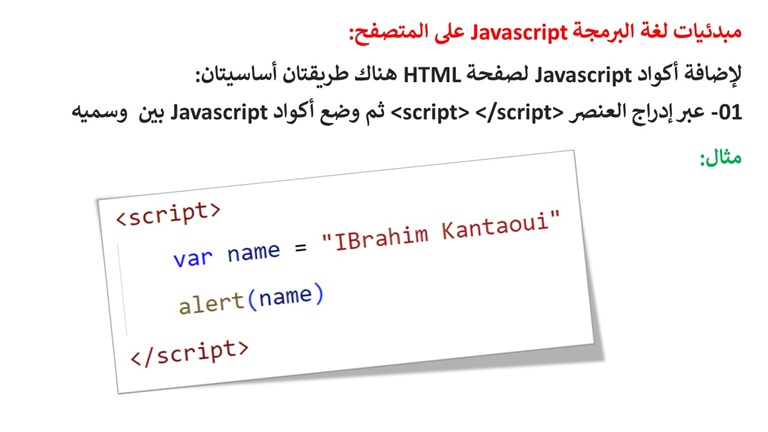 مبدئيات لغة البرمجة Javascript على المتصفح:
لإضافة أكواد Javascript لصفحة HTML هناك طريقتان أساسيتان:
01- عبر إدراج العنصر <script> </script> ثم وضع أكواد Javascript بين وسميه
مثال:
<script>
var name = "IBrahim Kantaoui"
alert(name)
</script>